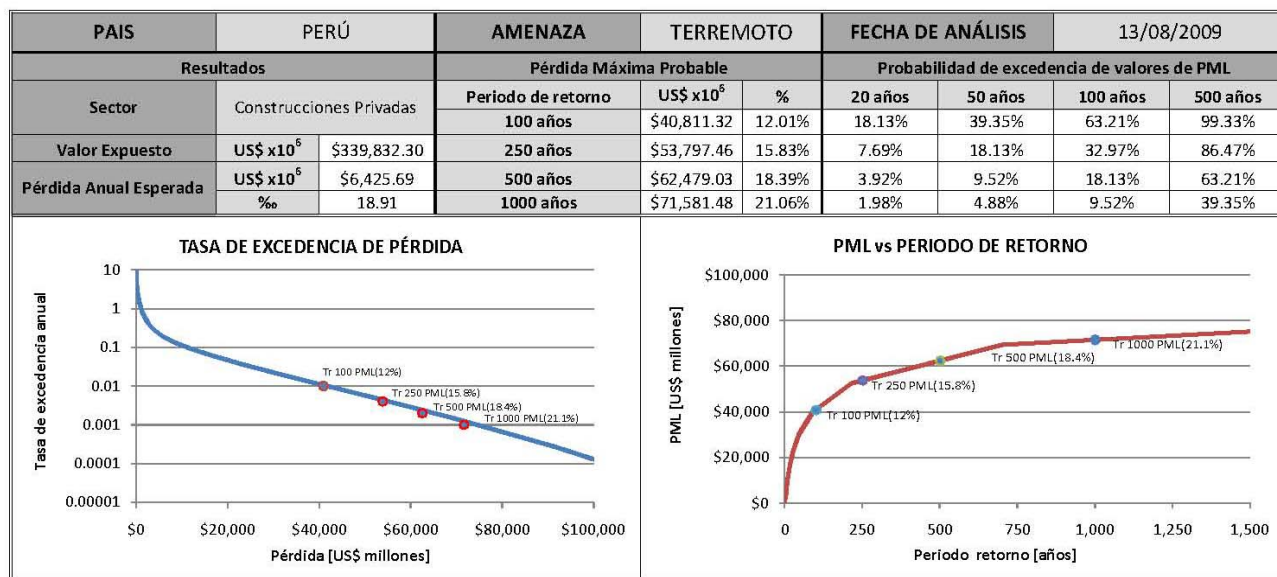 PAIS PERÚ AMENAZA TERREMOTO FECHA DE ANÁLISIS 13/08/2009
Resultados Pérdida Máxima Probable Probabilidad de excedencia de valores de PML
Sector Construcciones Privadas Periodo de retorno US$ x10⁶ % 20 años 50 años 100 años 500 años
100 años $40,811.32 12.01% 18.13% 39.35% 63.21% 99.33%
Valor Expuesto US$ x10⁶ $339,832.30 250 años $53,797.46 15.83% 7.69% 18.13% 32.97% 86.47%
Pérdida Anual Esperada US$ x10⁶ $6,425.69 500 años $62,479.03 18.39% 3.92% 9.52% 18.13% 63.21%
‰ 18.91 1000 años $71,581.48 21.06% 1.98% 4.88% 9.52% 39.35%
TASA DE EXCEDENCIA DE PÉRDIDA
Tasa de excedencia anual
10
1
0.1
0.01
0.001
0.0001
0.00001
Tr 100 PML(12%)
Tr 250 PML(15.8%)
Tr 500 PML(18.4%)
Tr 1000 PML(21.1%)
$0 $20,000 $40,000 $60,000 $80,000 $100,000
Pérdida [US$ millones]
PML vs PERIODO DE RETORNO
PML [US$ millones]
$100,000
$80,000
$60,000
$40,000
$20,000
$0
Tr 1000 PML(21.1%)
Tr 500 PML(18.4%)
Tr 250 PML(15.8%)
Tr 100 PML(12%)
0 250 500 750 1,000 1,250 1,500
Periodo retorno [años]